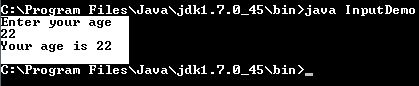 C:\Program Files\Java\jdk1.7.0_45\bin>java InputDemo
Enter your age
22
Your age is 22
C:\Program Files\Java\jdk1.7.0_45\bin>_